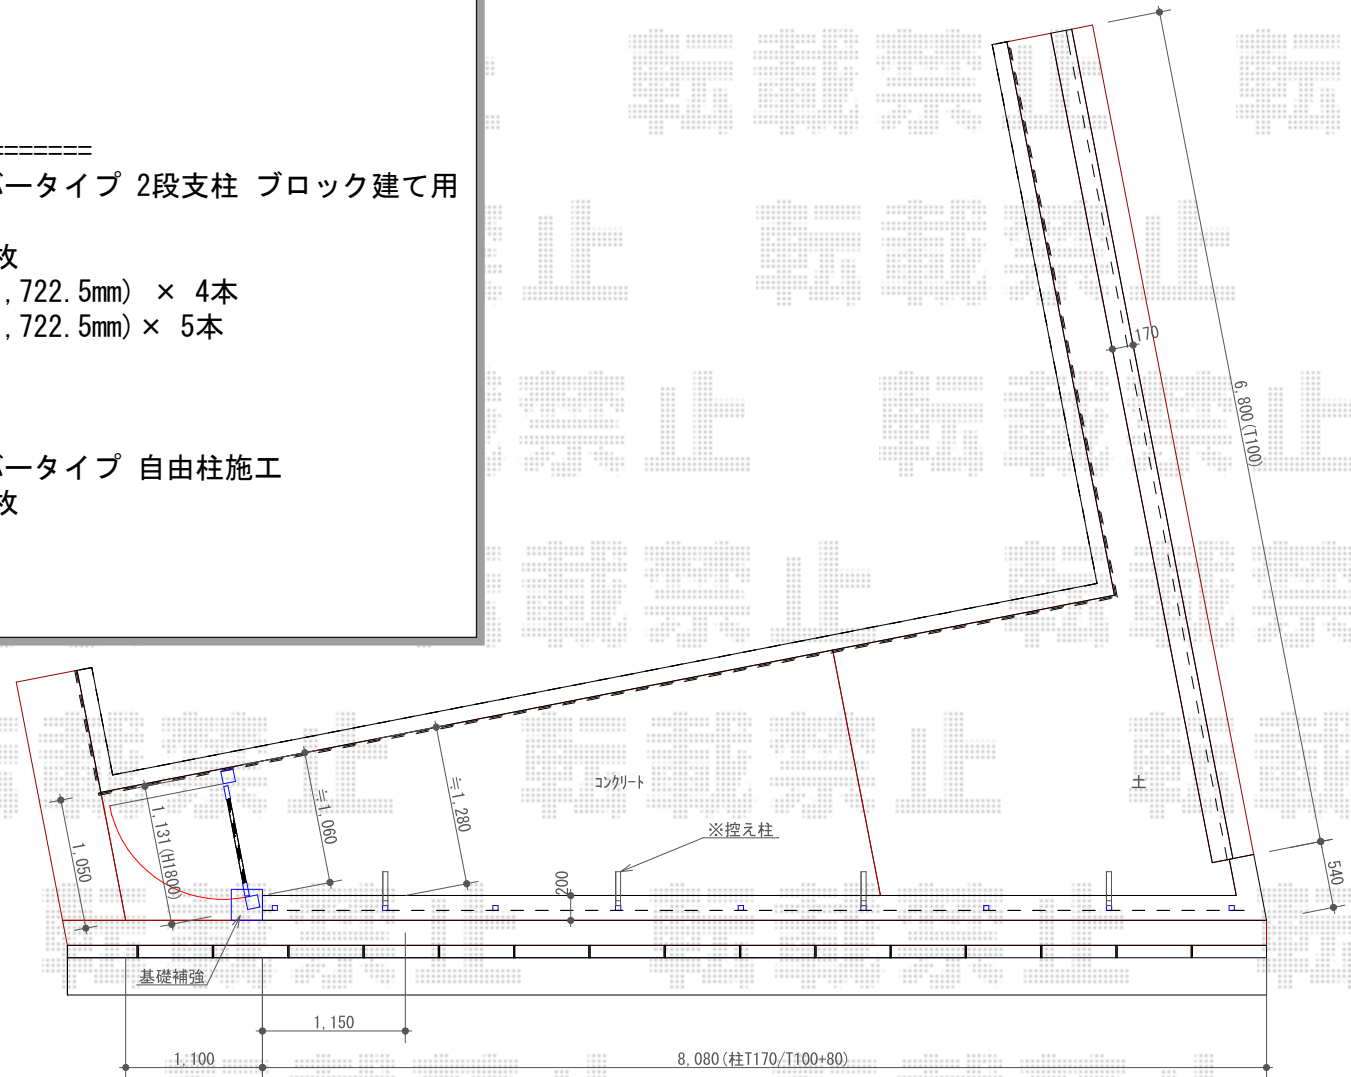 =======
バータイプ 2段支柱 ブロック建て用
枚
,722.5mm) × 4本
,722.5mm)× 5本
バータイプ 自由柱施工
枚
転載禁止
170
6,800(T100)
コンクリート
土
≒1,280
≒1,060
1,131(H1800)
1,050
※控え柱
200
540
基礎補強
1,150
1,100
8,080(柱T170/T100+80)